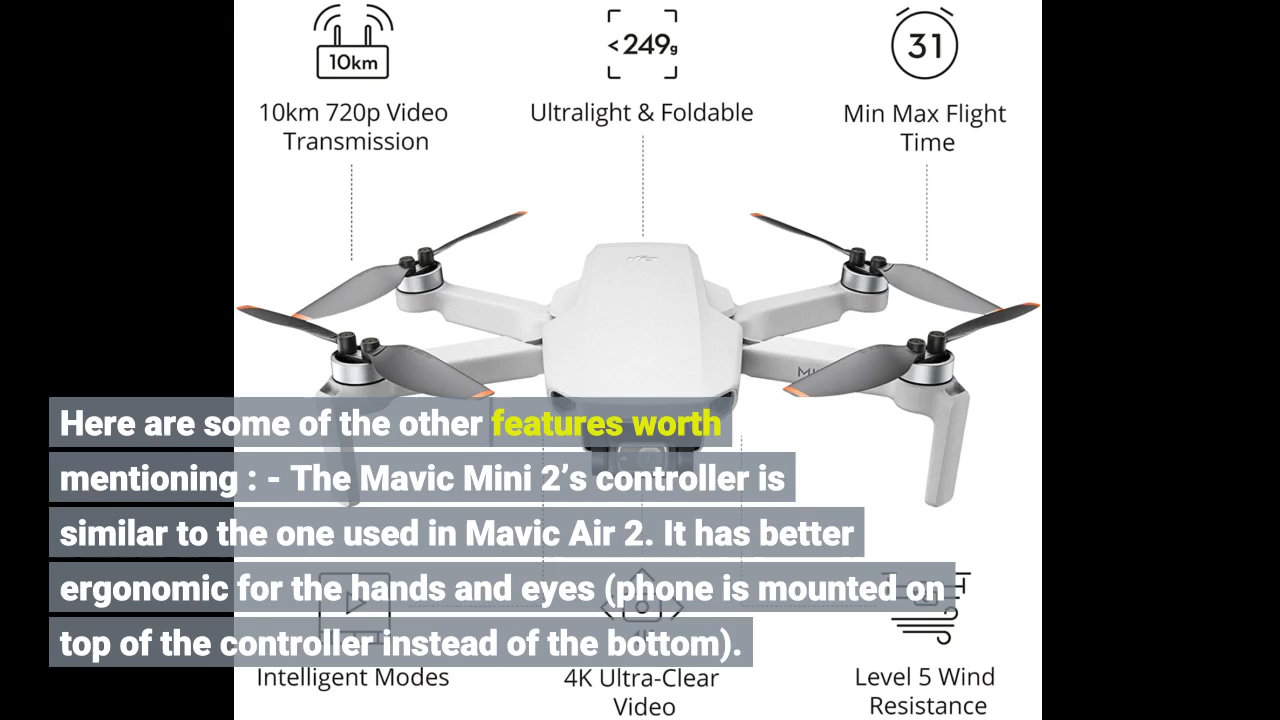 10km
<249g
31
10km 720p Video
Transmission
Ultralight & Foldable
Min Max Flight
Time
Here are some of the other features worth
mentioning : - The Mavic Mini 2’s controller is
similar to the one used in Mavic Air 2. It has better
ergonomic for the hands and eyes (phone is mounted on
top of the controller instead of the bottom).
Intelligent Modes
4K Ultra-Clear
Video
Level 5 Wind
Resistance